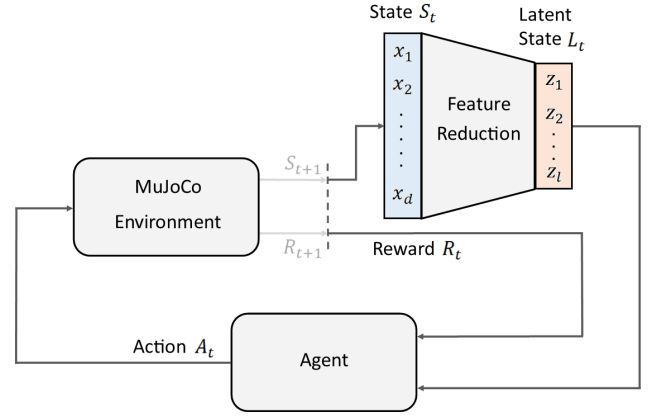 State S_t
Latent
State L_t
x_1
x_2
.
.
.
.
.
x_d
Feature
Reduction
z_1
z_2
.
.
.
z_l
S_{t+1}
MuJoCo
Environment
R_{t+1}
Reward R_t
Action A_t
Agent